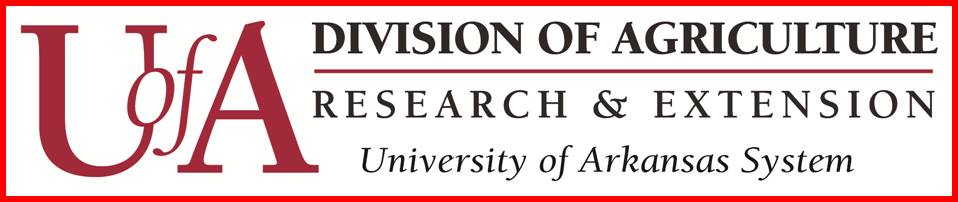 UofA
DIVISION OF AGRICULTURE
RESEARCH & EXTENSION
University of Arkansas System